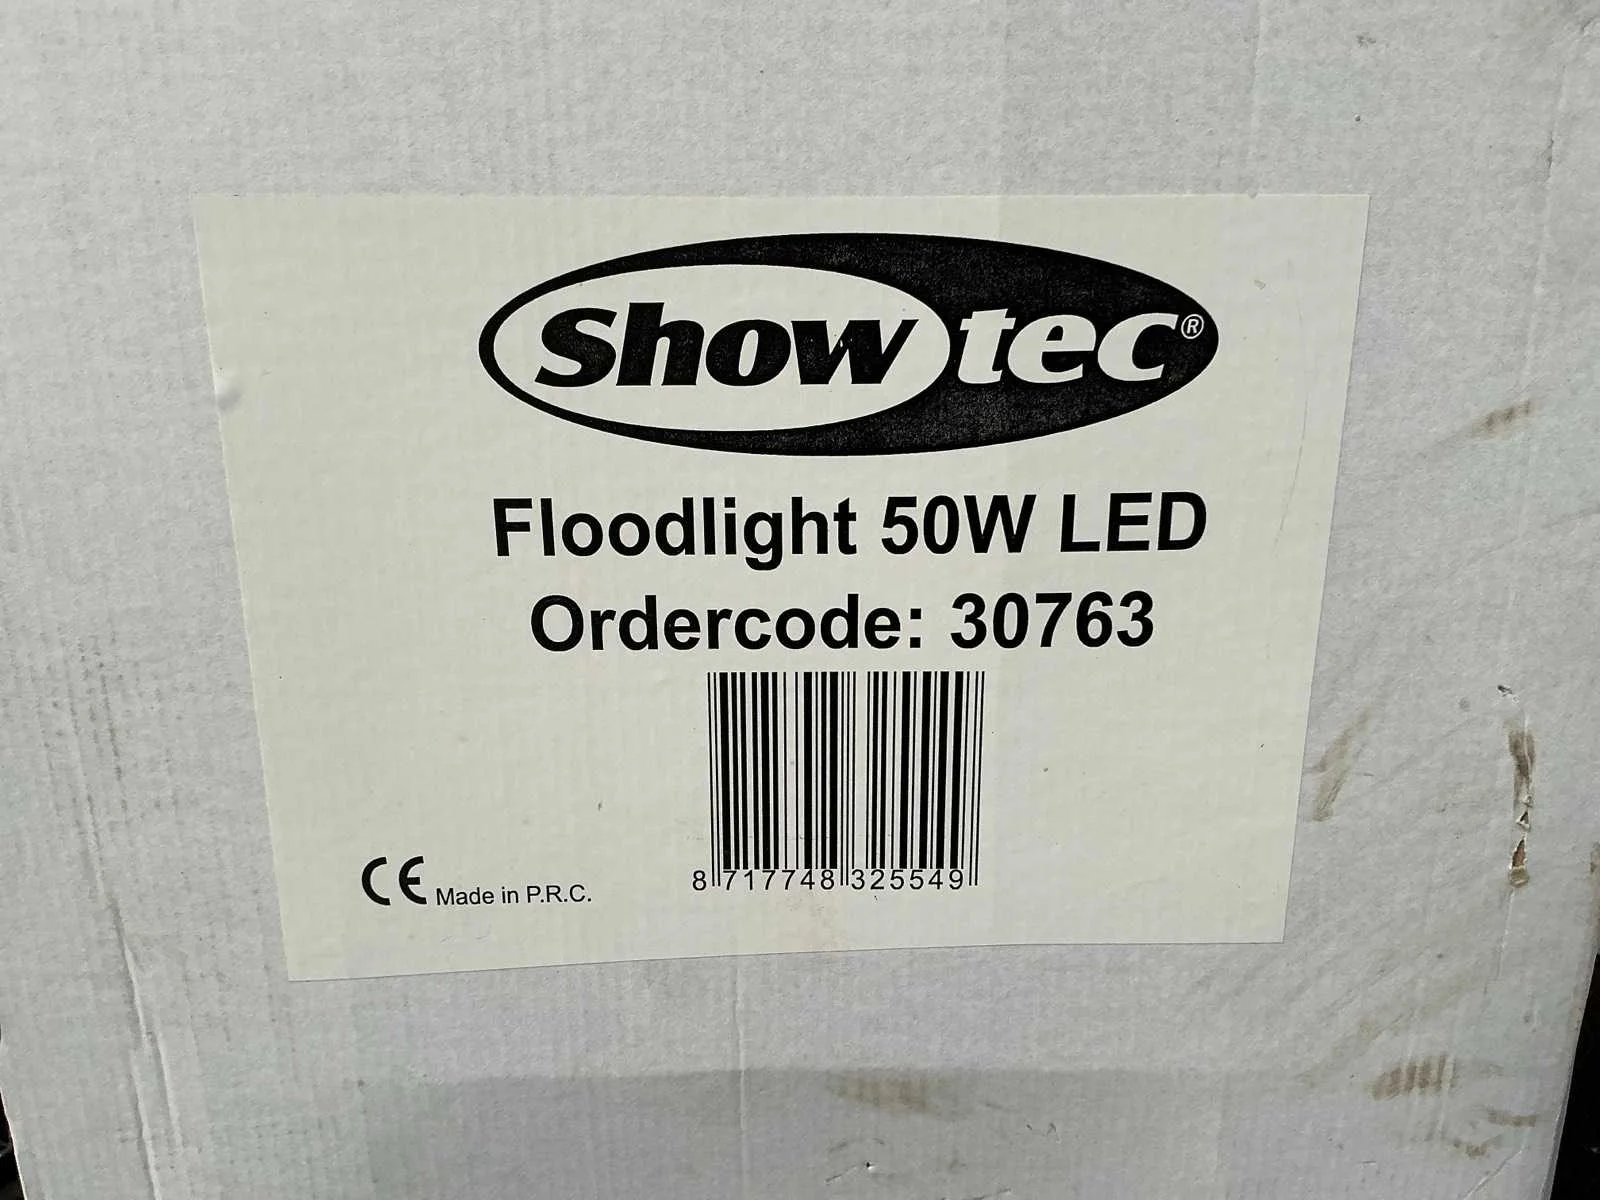 Showtec®
Floodlight 50W LED
Ordercode: 30763
8 717748 325549
CE Made in P.R.C.